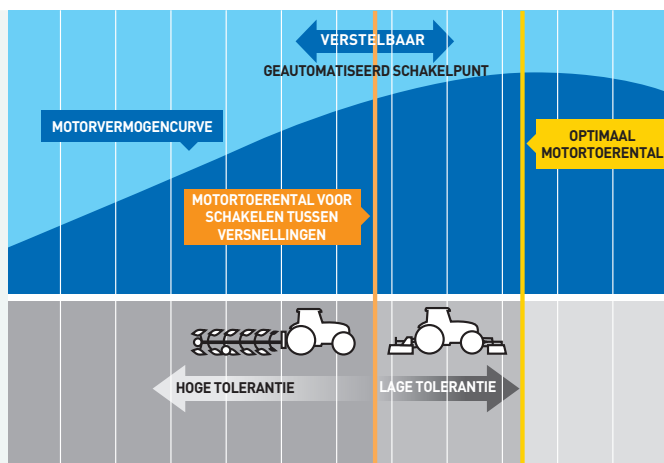 VERSTELBAAR
GEAUTOMATISEERD SCHAKELPUNT
MOTORVERMOGENCURVE
OPTIMAAL
MOTORTOERENTAL
MOTORTOERENTAL VOOR
SCHAKELEN TUSSEN
VERSNELLINGEN
HOGE TOLERANTIE
LAGE TOLERANTIE